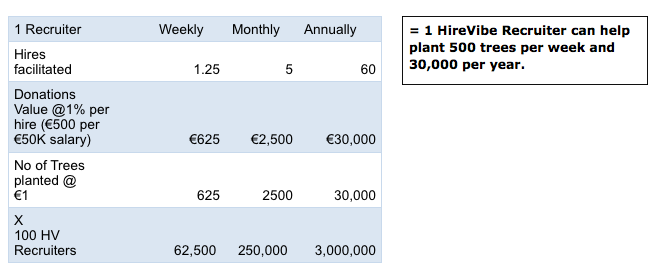 1 Recruiter Weekly Monthly Annually
Hires
facilitated 1.25 5 60
Donations
Value @1% per
hire (€500 per
€50K salary) €625 €2,500 €30,000
No of Trees
planted @
€1 625 2500 30,000
X
100 HV
Recruiters 62,500 250,000 3,000,000
= 1 HireVibe Recruiter can help
plant 500 trees per week and
30,000 per year.